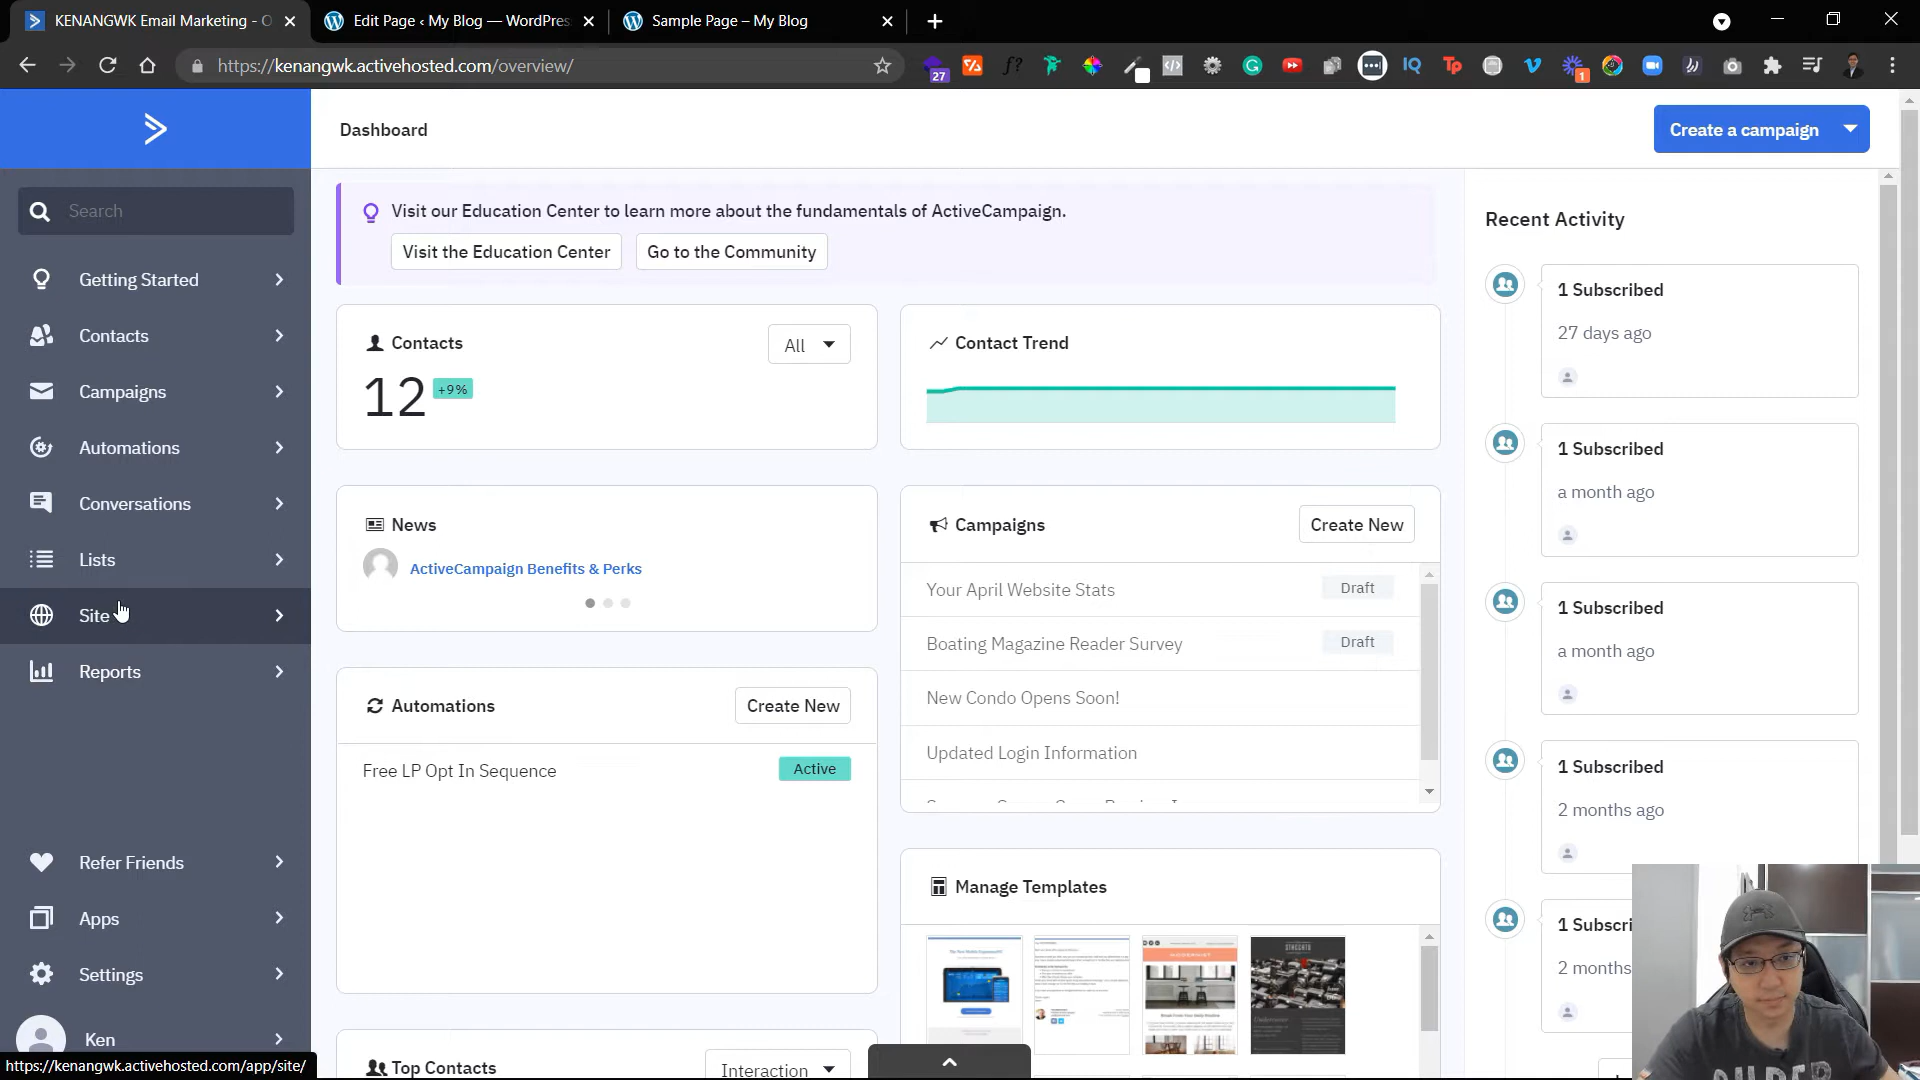 KENANGWK Email Marketing - O
Edit Page ‹ My Blog — WordPres
Sample Page – My Blog
https://kenangwk.activehosted.com/overview/
27
1
Dashboard
Create a campaign
Search
Visit our Education Center to learn more about the fundamentals of ActiveCampaign.
Visit the Education Center
Go to the Community
Getting Started
Contacts
Campaigns
Automations
Conversations
Lists
Site
Reports
Refer Friends
Apps
Settings
Ken
https://kenangwk.activehosted.com/app/site/
Contacts
All
12 +9%
Contact Trend
News
ActiveCampaign Benefits & Perks
Campaigns
Create New
Your April Website Stats
Draft
Boating Magazine Reader Survey
Draft
New Condo Opens Soon!
Updated Login Information
Automations
Create New
Free LP Opt In Sequence
Active
Manage Templates
Top Contacts
Interaction
Recent Activity
1 Subscribed
27 days ago
1 Subscribed
a month ago
1 Subscribed
a month ago
1 Subscribed
2 months ago
1 Subscri
2 months